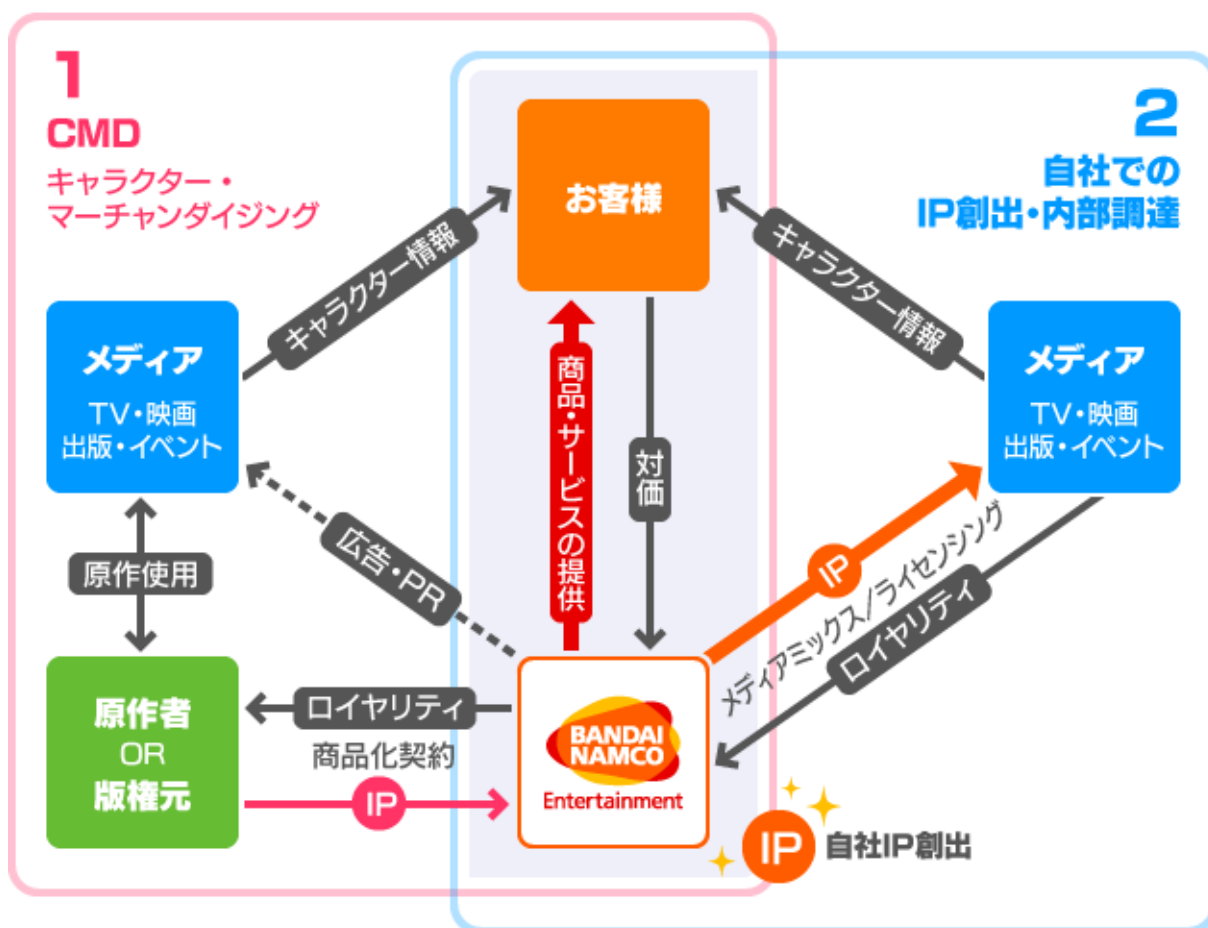 1
CMD
キャラクター・
マーチャンダイジング
2
自社での
IP創出・内部調達
お客様
キャラクター情報
キャラクター情報
メディア
TV・映画
出版・イベント
メディア
TV・映画
出版・イベント
商品・サービスの提供
対価
広告・PR
原作使用
IP
メディアミックス/ライセンシング
ロイヤリティ
原作者
OR
版権元
ロイヤリティ
商品化契約
IP
BANDAI
NAMCO
Entertainment
IP
自社IP創出